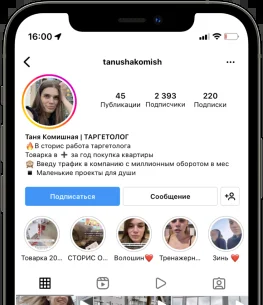 16:00
tanushakomish
45 2 393 220
Публикации Подписчики Подписки
Таня Комишная | ТАРГЕТОЛОГ
🔥В сторис работа таргетолога
Товарка в ➕ за год покупка квартиры
🙈 Введу трафик в компанию с миллионным оборотом в мес
◾ Маленькие проекты для души
Подписаться Сообщение
Товарка 20... СТОРИС О... Волошин❤️ Тренажерн... Зинь ❤️